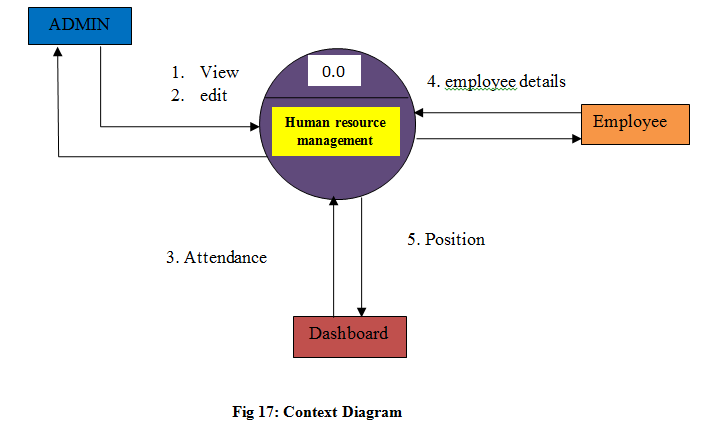 ADMIN
1. View
2. edit
0.0
4. employee details
Human resource
management
Employee
3. Attendance
5. Position
Dashboard
Fig 17: Context Diagram